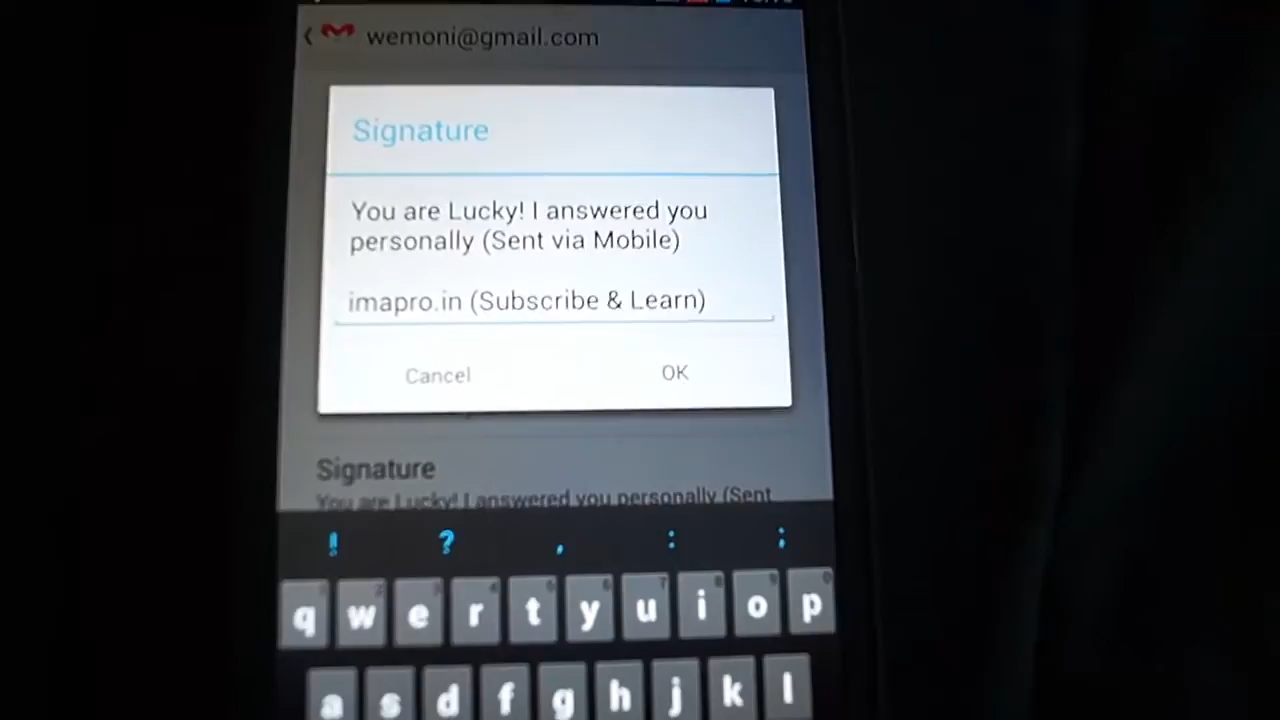 wemoni@gmail.com
Signature
You are Lucky! I answered you
personally (Sent via Mobile)
imapro.in (Subscribe & Learn)
Cancel OK
Signature
You are Lucky! I answered you personally (Sent
! ? , : ;
q w e r t y u i o p
a s d f g h j k l